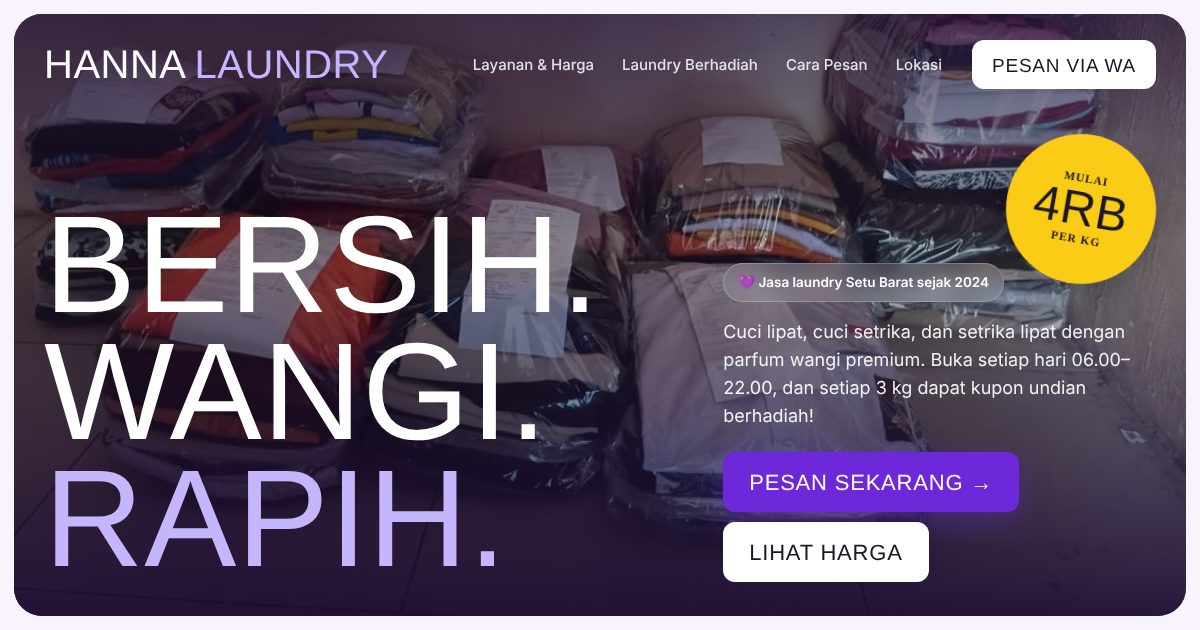 HANNA LAUNDRY
Layanan & Harga
Laundry Berhadiah
Cara Pesan
Lokasi
PESAN VIA WA
MULAI
4RB
PER KG
BERSIH.
WANGI.
RAPIH.
💜 Jasa laundry Setu Barat sejak 2024
Cuci lipat, cuci setrika, dan setrika lipat dengan
parfum wangi premium. Buka setiap hari 06.00–
22.00, dan setiap 3 kg dapat kupon undian
berhadiah!
PESAN SEKARANG →
LIHAT HARGA